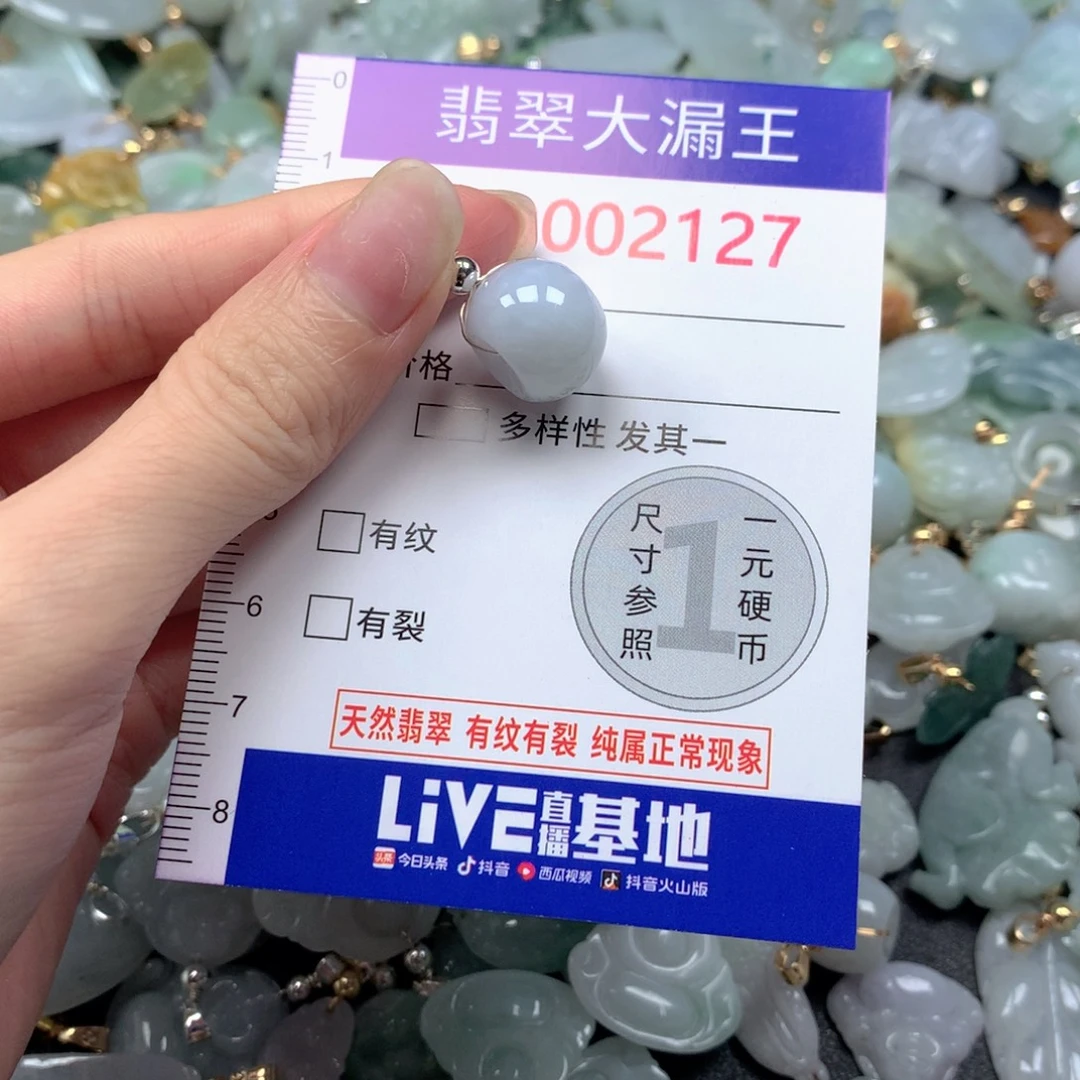 0
翡翠大漏王
1
002127
价格
多样性 发其一
有纹
有裂
尺寸参照
一元硬币
1
6
7
8
天然翡翠 有纹有裂 纯属正常现象
LiVE直播基地
头条 今日头条 抖音 西瓜视频 抖音火山版